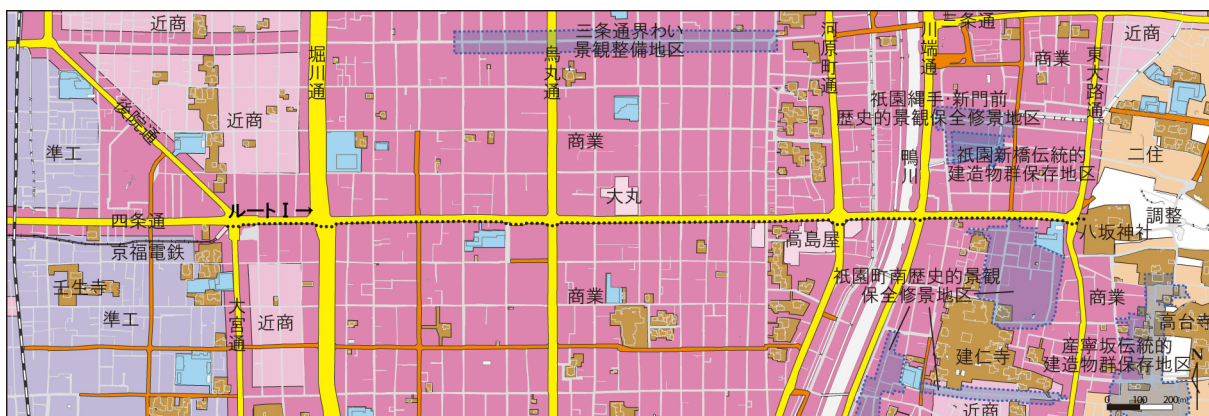 近商
三条通界わい
景観整備地区
三条通
近商
堀川通
烏丸通
河原町通
川端通
商業
東大路通
後院通
近商
祇園縄手・新門前
歴史的景観保全修景地区
準工
商業
鴨川
祇園新橋伝統的
建造物群保存地区
二住
大丸
ルートⅠ→
四条通
調整
八坂神社
京福電鉄
高島屋
祇園町南歴史的景観
保全修景地区
壬生寺
大宮通
商業
商業
高台寺
準工
近商
産寧坂伝統的
建造物群保存地区
建仁寺
近商
N
0 100 200(m)